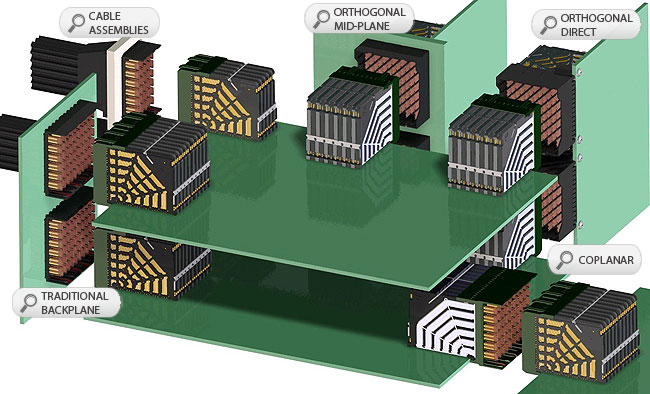 CABLE
ASSEMBLIES
ORTHOGONAL
MID-PLANE
ORTHOGONAL
DIRECT
COPLANAR
TRADITIONAL
BACKPLANE